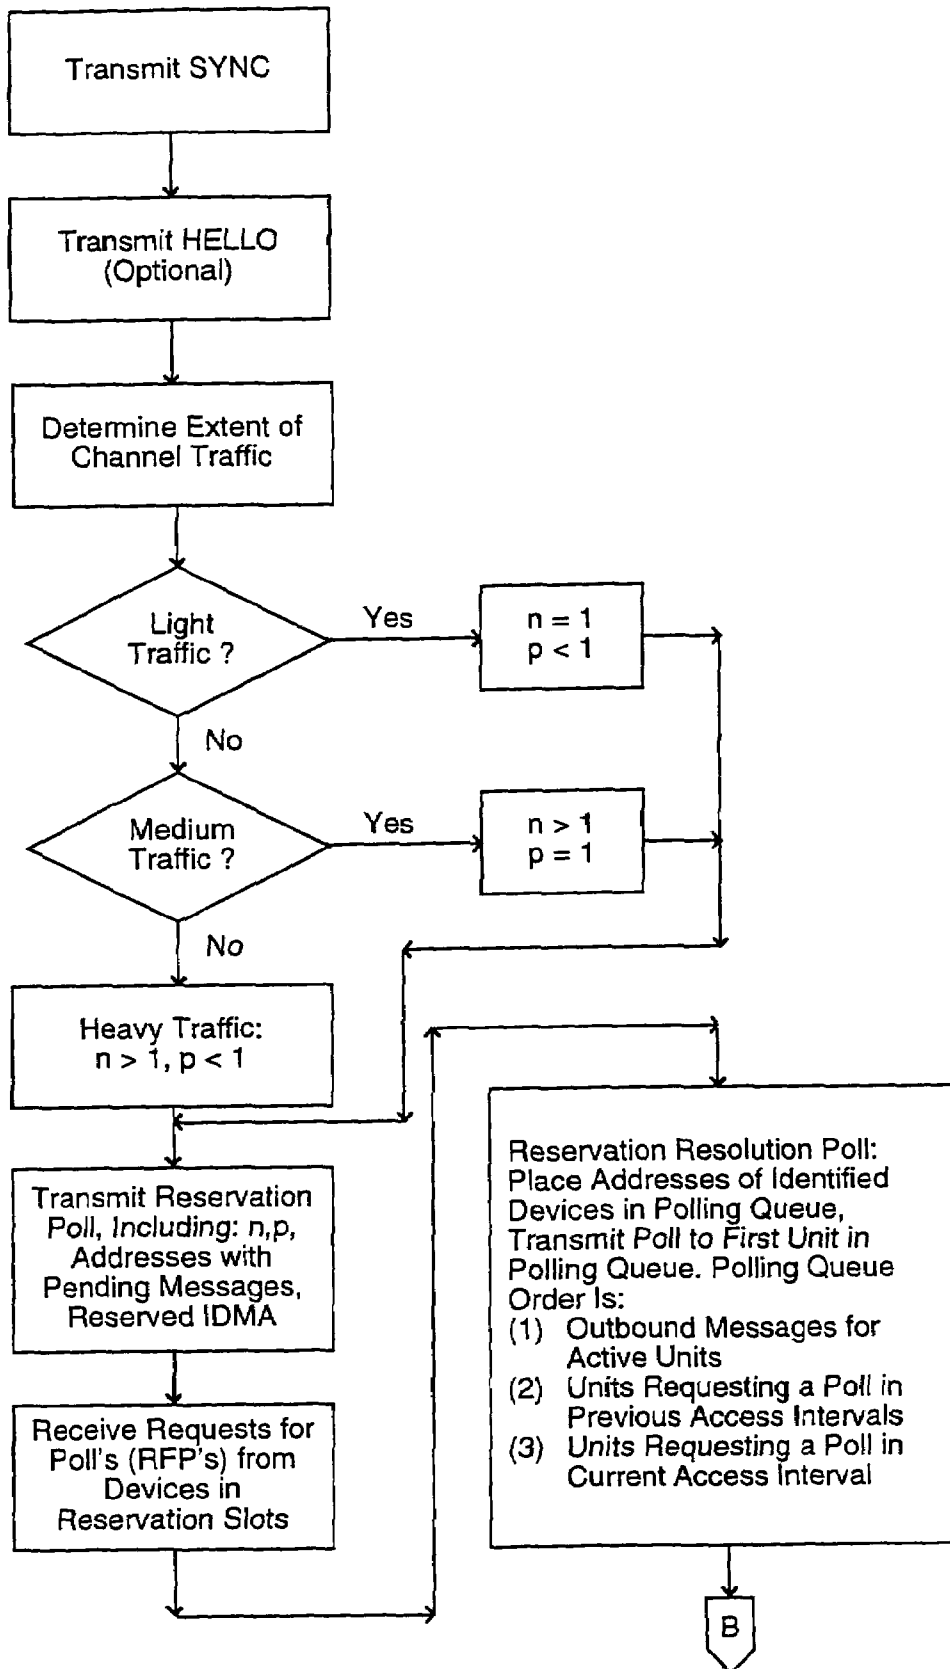 Transmit SYNC
Transmit HELLO
(Optional)
Determine Extent of
Channel Traffic
Light
Traffic ?
Yes
n = 1
p < 1
No
Medium
Traffic ?
Yes
n > 1
p = 1
No
Heavy Traffic:
n > 1, p < 1
Transmit Reservation
Poll, Including: n,p,
Addresses with
Pending Messages,
Reserved IDMA
Receive Requests for
Poll's (RFP's) from
Devices in
Reservation Slots
Reservation Resolution Poll:
Place Addresses of Identified
Devices in Polling Queue,
Transmit Poll to First Unit in
Polling Queue. Polling Queue
Order Is:
(1) Outbound Messages for
Active Units
(2) Units Requesting a Poll in
Previous Access Intervals
(3) Units Requesting a Poll in
Current Access Interval
B